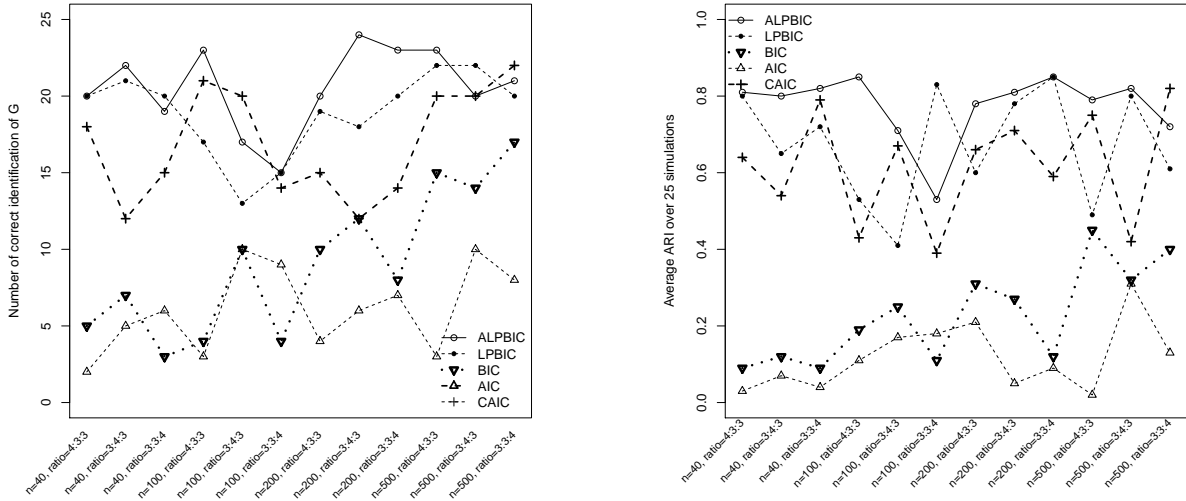 Number of correct identification of G
25
20
15
10
5
0
ALPBIC
LPBIC
BIC
AIC
CAIC
n=40, ratio=4:3:3
n=40, ratio=3:4:3
n=40, ratio=3:3:4
n=100, ratio=4:3:3
n=100, ratio=3:4:3
n=100, ratio=3:3:4
n=200, ratio=4:3:3
n=200, ratio=3:4:3
n=200, ratio=3:3:4
n=500, ratio=4:3:3
n=500, ratio=3:4:3
n=500, ratio=3:3:4
Average ARI over 25 simulations
1.0
0.8
0.6
0.4
0.2
0.0
ALPBIC
LPBIC
BIC
AIC
CAIC
n=40, ratio=4:3:3
n=40, ratio=3:4:3
n=40, ratio=3:3:4
n=100, ratio=4:3:3
n=100, ratio=3:4:3
n=100, ratio=3:3:4
n=200, ratio=4:3:3
n=200, ratio=3:4:3
n=200, ratio=3:3:4
n=500, ratio=4:3:3
n=500, ratio=3:4:3
n=500, ratio=3:3:4